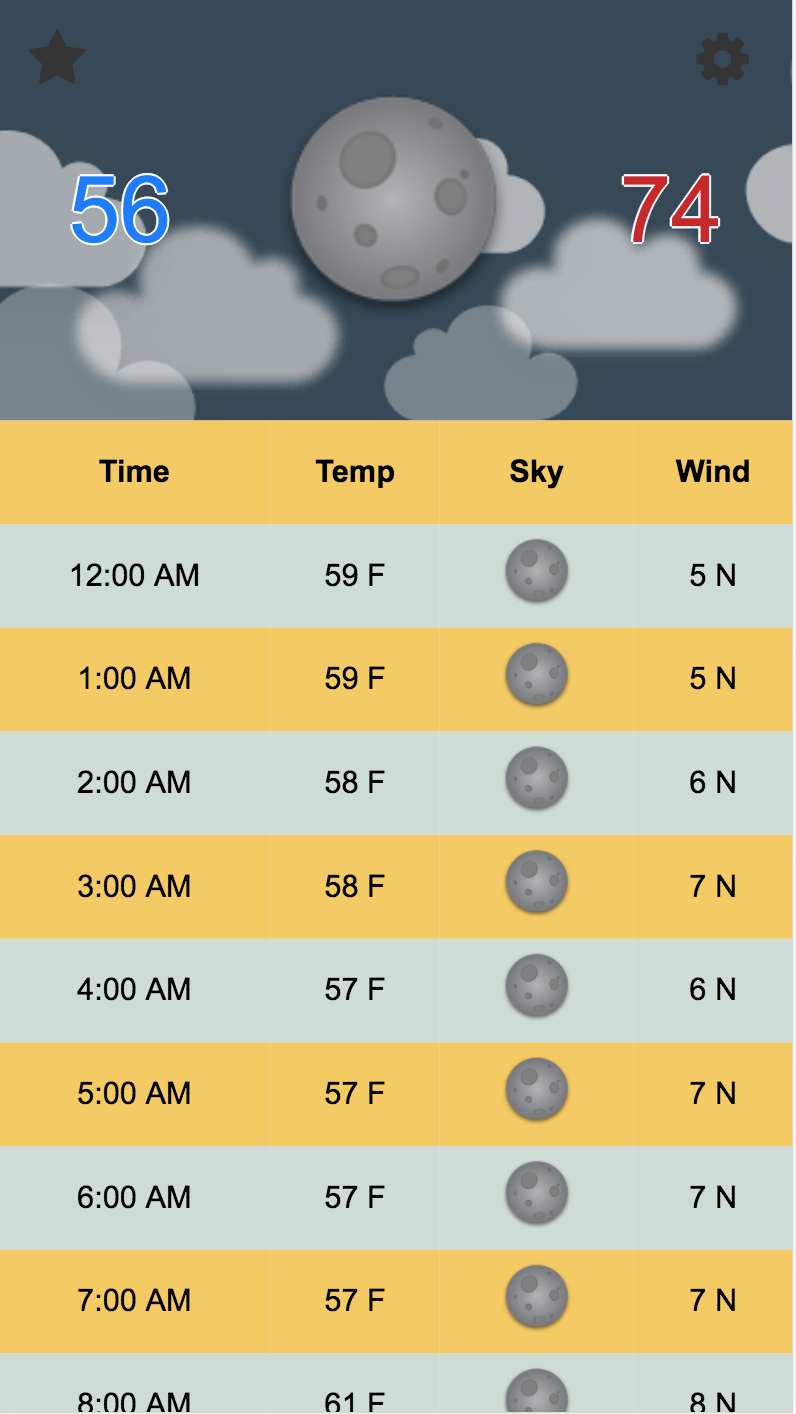 56 74
Time Temp Sky Wind
12:00 AM 59 F 5 N
1:00 AM 59 F 5 N
2:00 AM 58 F 6 N
3:00 AM 58 F 7 N
4:00 AM 57 F 6 N
5:00 AM 57 F 7 N
6:00 AM 57 F 7 N
7:00 AM 57 F 7 N
8:00 AM 61 F 8 N